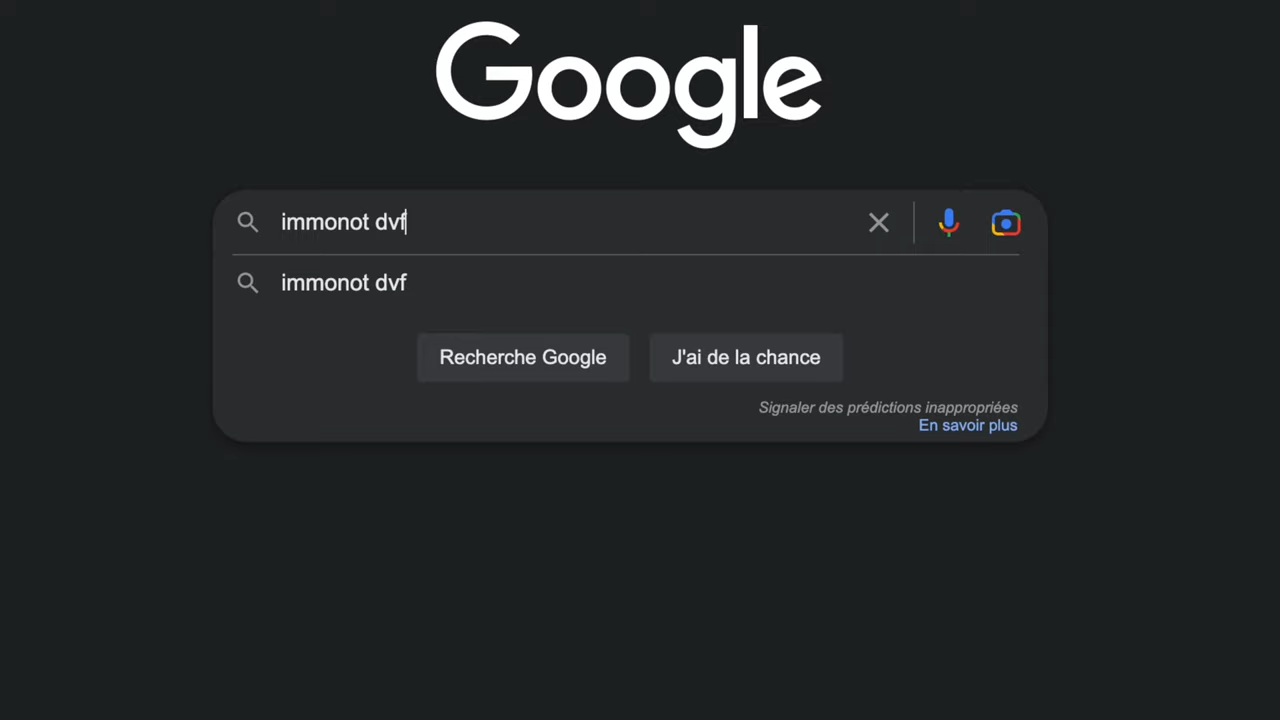 Google
immonot dvf
immonot dvf
Recherche Google
J'ai de la chance
Signaler des prédictions inappropriées
En savoir plus